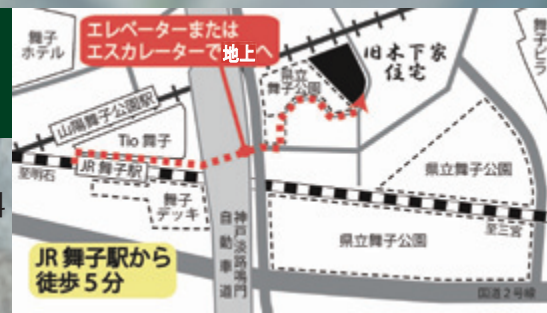 舞子
ホテル
エレベーターまたは
エスカレーターで地上へ
旧木下家
住宅
舞子ビラ
県立
舞子公園
山陽舞子公園駅
Tio 舞子
JR 舞子駅
至明石
舞子
デッキ
県立舞子公園
至三宮
神戸淡路鳴門
自動車道
県立舞子公園
JR 舞子駅から
徒歩 5 分
国道2号線